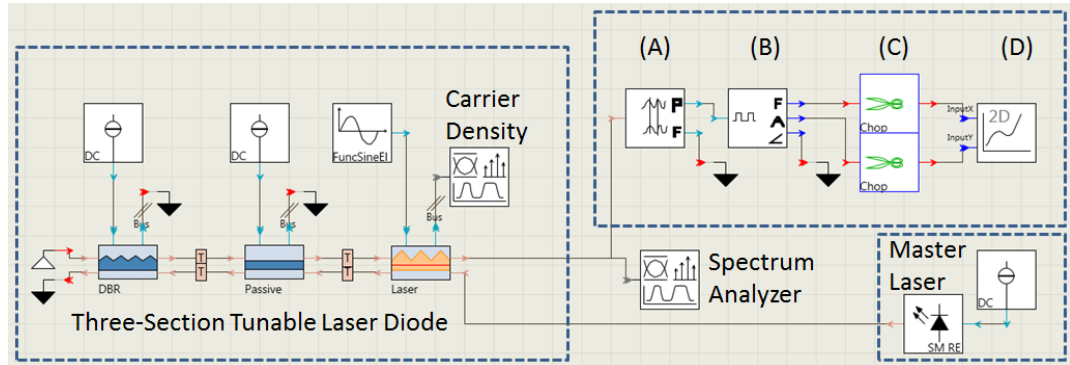 (A) (B) (C) (D)
Carrier
Density
DC
DC
FuncSineEl
Bus
Bus
Bus
T
T
T
T
DBR
Passive
Laser
Three-Section Tunable Laser Diode
P
F
F
A
∠
Chop
Chop
InputX
InputY
2D
Spectrum
Analyzer
Master
Laser
DC
SM RE